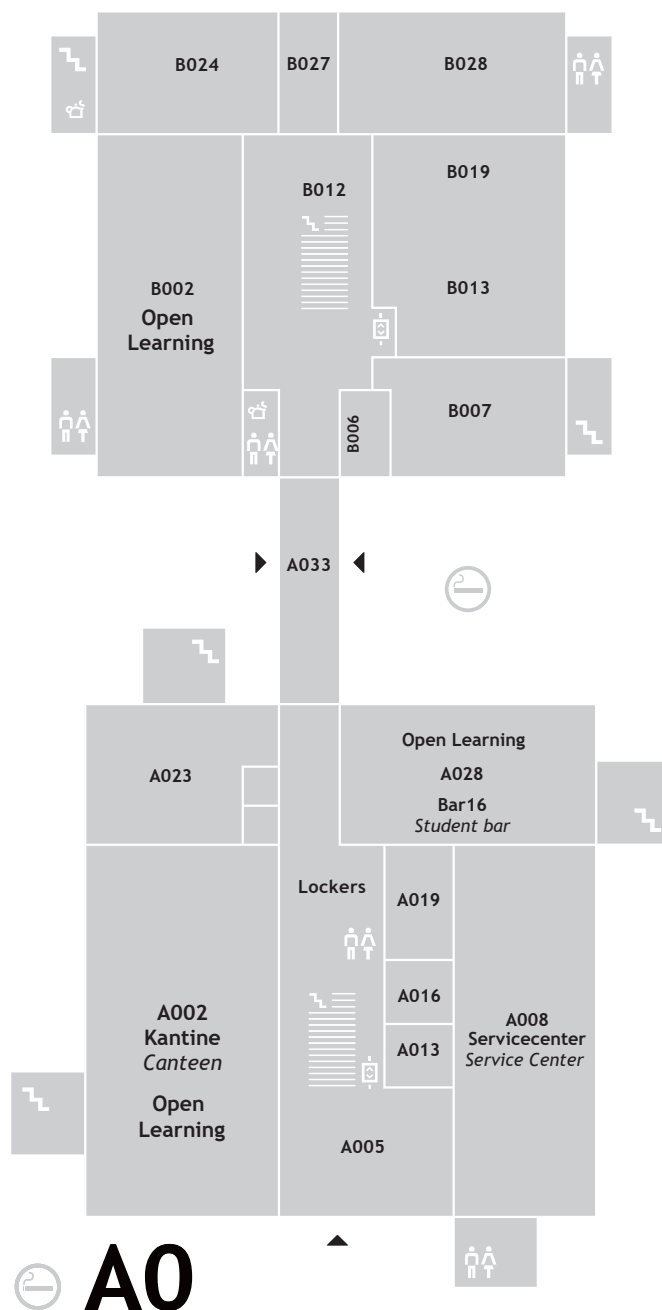 B024
B027
B028
B019
B012
B002
Open
Learning
B013
B007
B006
A033
Open Learning
A028
Bar16
Student bar
A023
Lockers
A019
A016
A013
A002
Kantine
Canteen
Open
Learning
A008
Servicecenter
Service Center
A005
A0